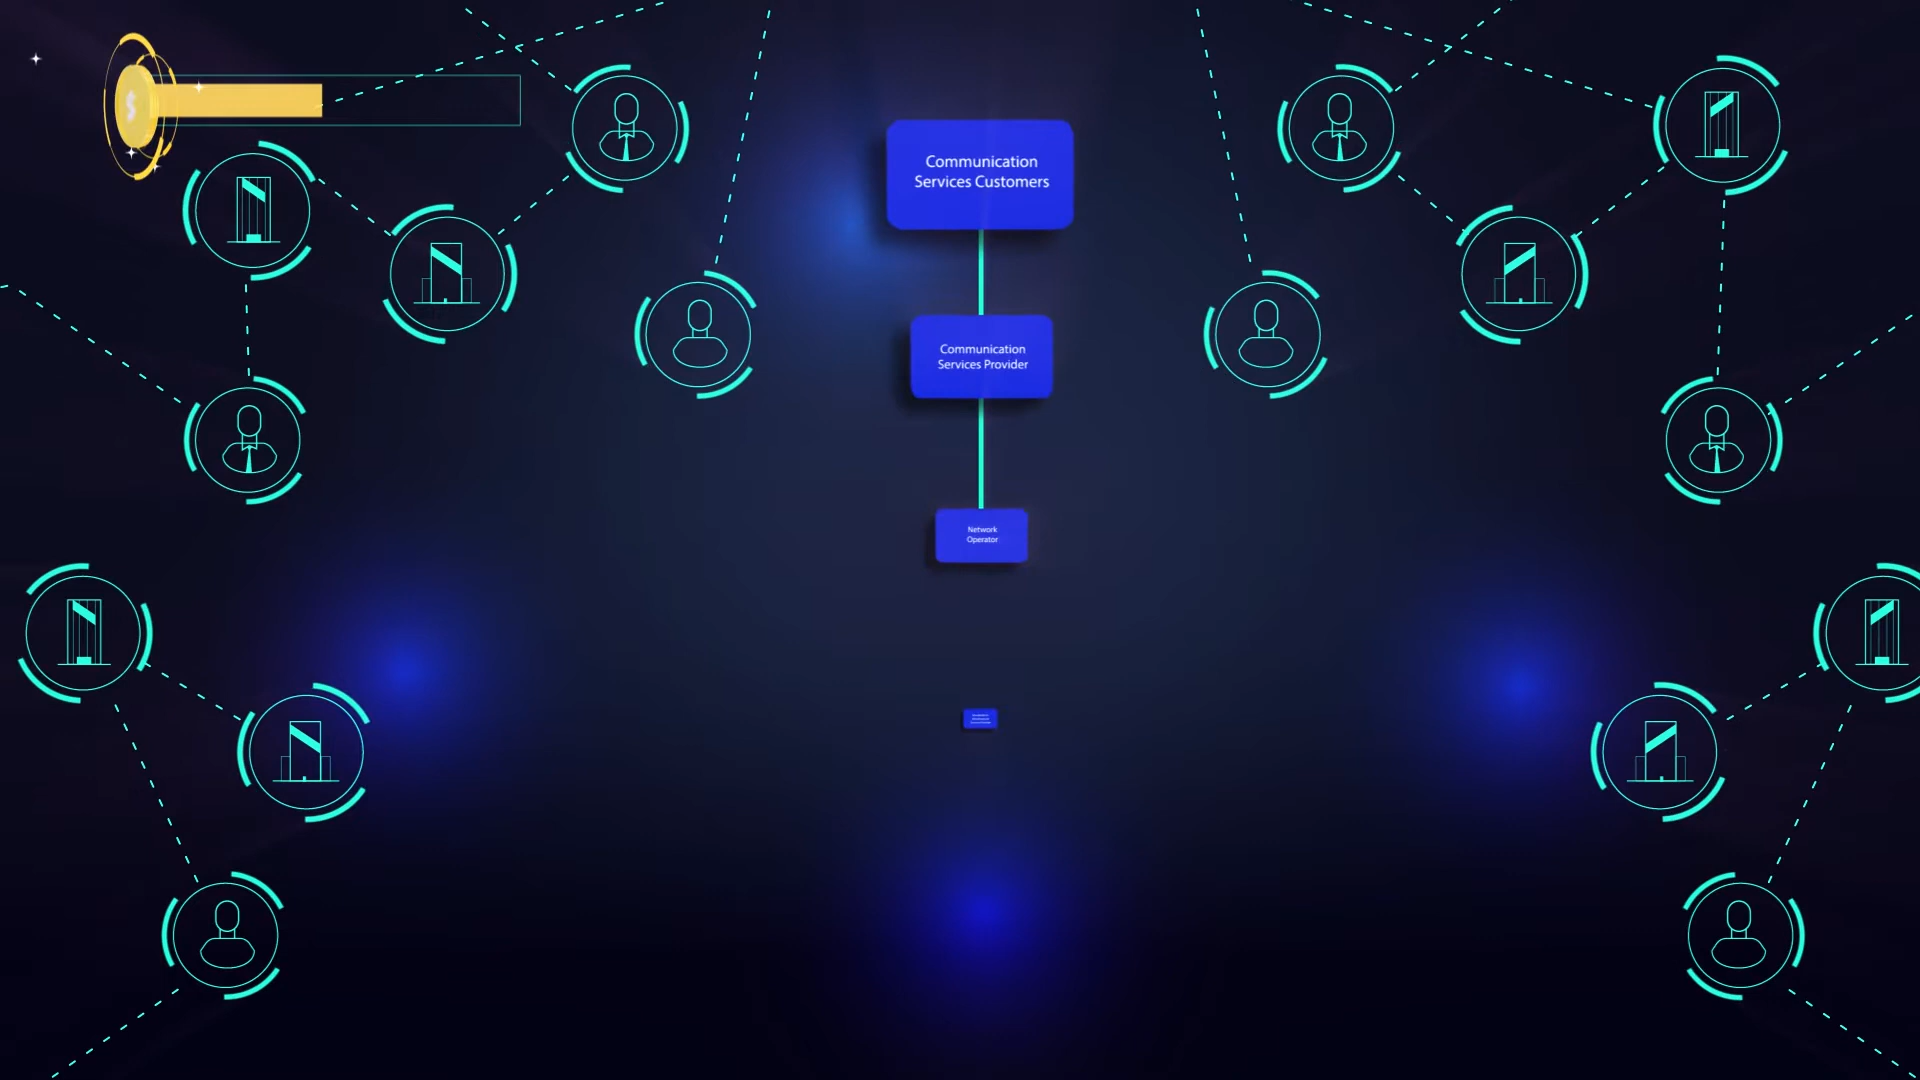 $
Communication
Services Customers
Communication
Services Provider
Network
Operator